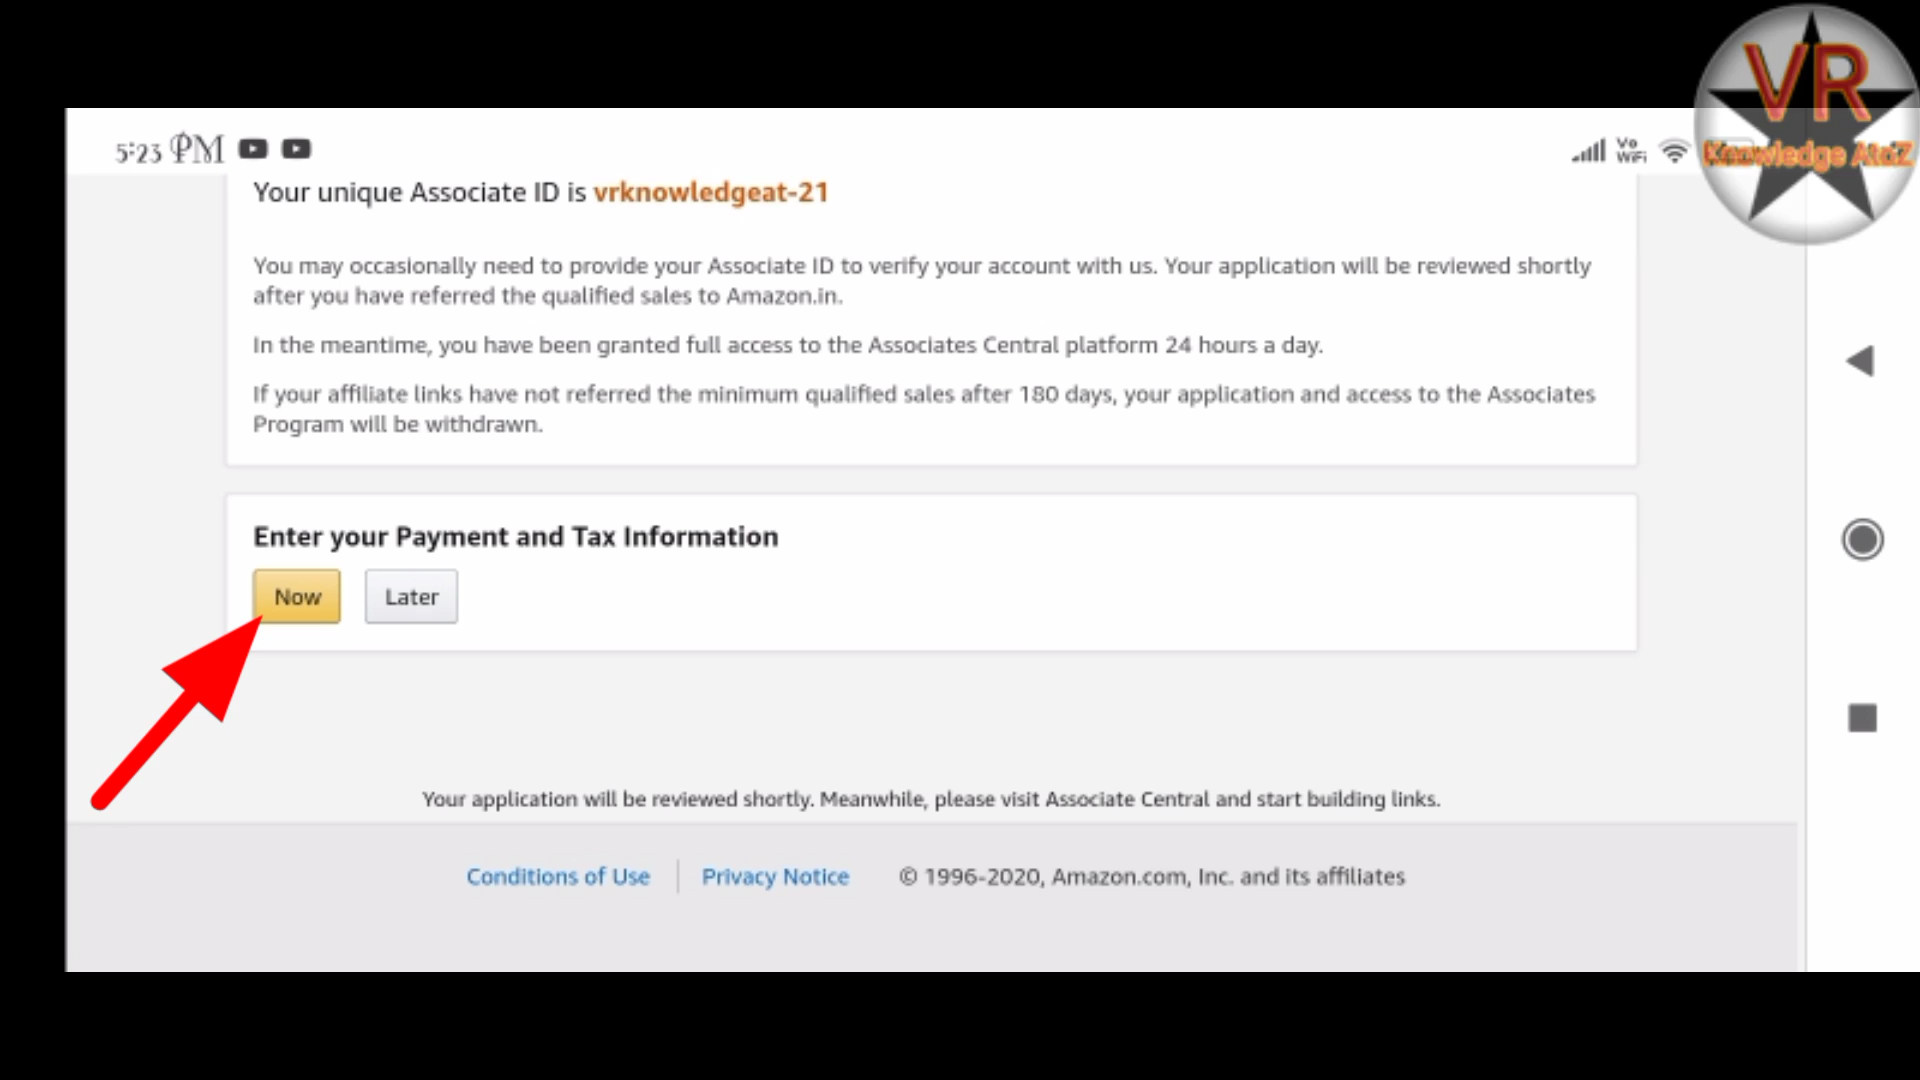 VR
Knowledge AtoZ
5:23 PM
Vo
WiFi
Your unique Associate ID is vrknowledgeat-21
You may occasionally need to provide your Associate ID to verify your account with us. Your application will be reviewed shortly
after you have referred the qualified sales to Amazon.in.
In the meantime, you have been granted full access to the Associates Central platform 24 hours a day.
If your affiliate links have not referred the minimum qualified sales after 180 days, your application and access to the Associates
Program will be withdrawn.
Enter your Payment and Tax Information
Now Later
Your application will be reviewed shortly. Meanwhile, please visit Associate Central and start building links.
Conditions of Use Privacy Notice © 1996-2020, Amazon.com, Inc. and its affiliates